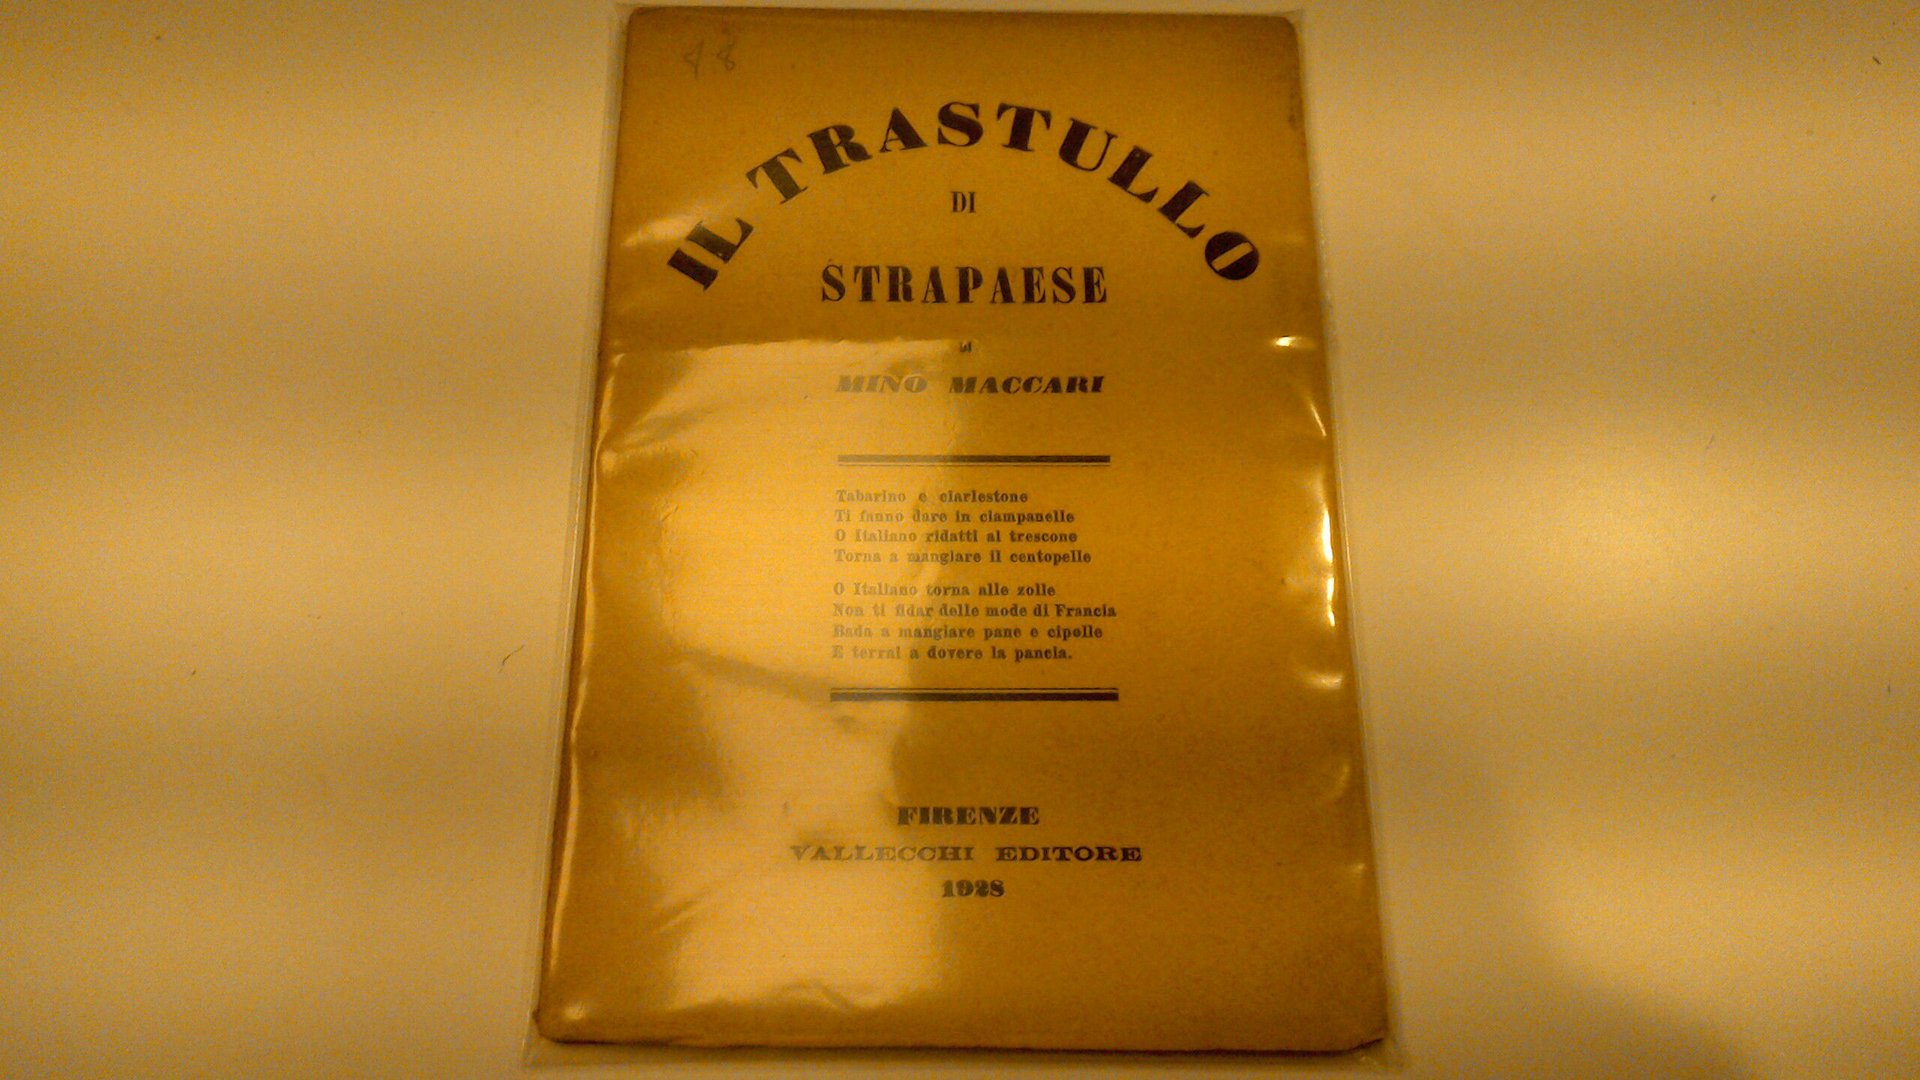 48
IL TRASTULLO
DI
STRAPAESE
DI
MINO MACCARI
Tabarino e ciarlestone
Ti fanno dare in ciampanelle
O Italiano ridatti al trescone
Torna a mangiare il centopelle
O Italiano torna alle zolle
Non ti fidar delle mode di Francia
Bada a mangiare pane e cipolle
E terrai a dovere la pancia.
FIRENZE
VALLECCHI EDITORE
1928